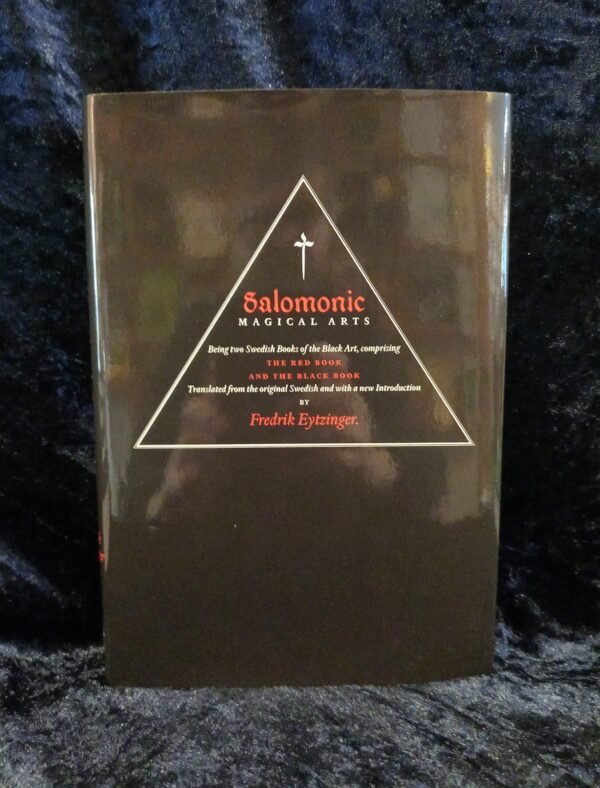 Salomonic
MAGICAL ARTS
Being two Swedish Books of the Black Art, comprising
THE RED BOOK
AND THE BLACK BOOK
Translated from the original Swedish and with a new Introduction
BY
Fredrik Eytzinger.